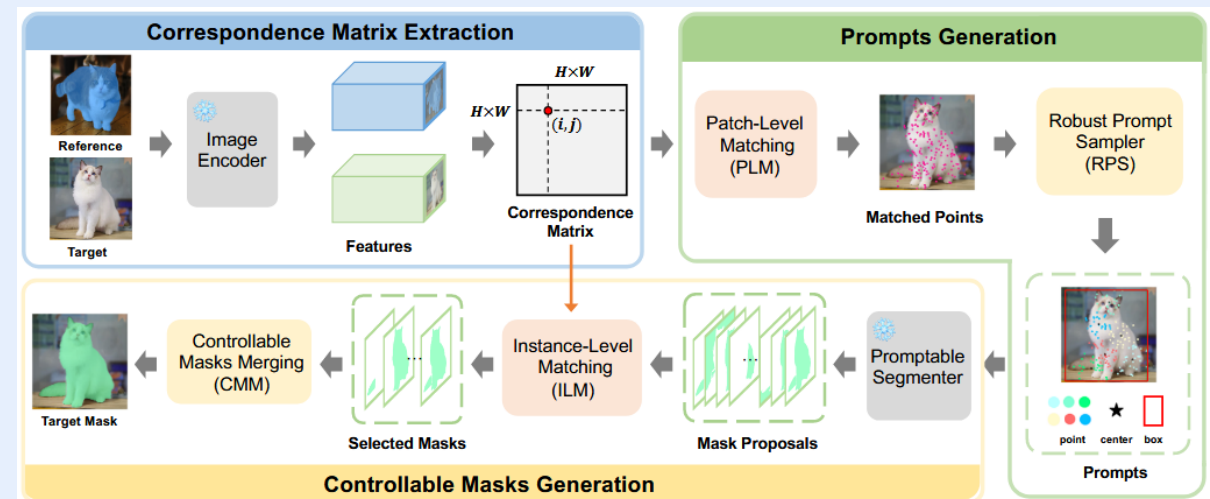 Correspondence Matrix Extraction
Reference
Target
Image
Encoder
Features
H×W
H×W
(i, j)
Correspondence
Matrix
Prompts Generation
Patch-Level
Matching
(PLM)
Matched Points
Robust Prompt
Sampler
(RPS)
point center box
Prompts
Promptable
Segmenter
...
Mask Proposals
Instance-Level
Matching
(ILM)
...
Selected Masks
Controllable
Masks Merging
(CMM)
Target Mask
Controllable Masks Generation